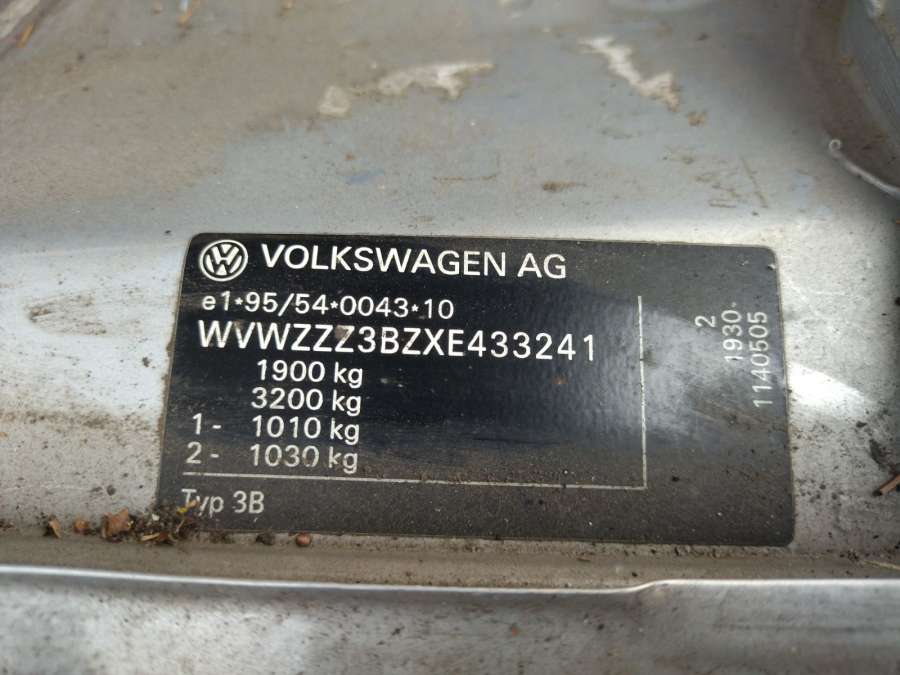 VOLKSWAGEN AG
e1*95/54*0043*10
WVWZZZ3BZXE433241
1900 kg
3200 kg
1- 1010 kg
2- 1030 kg
Typ 3B
2
1930
1140505